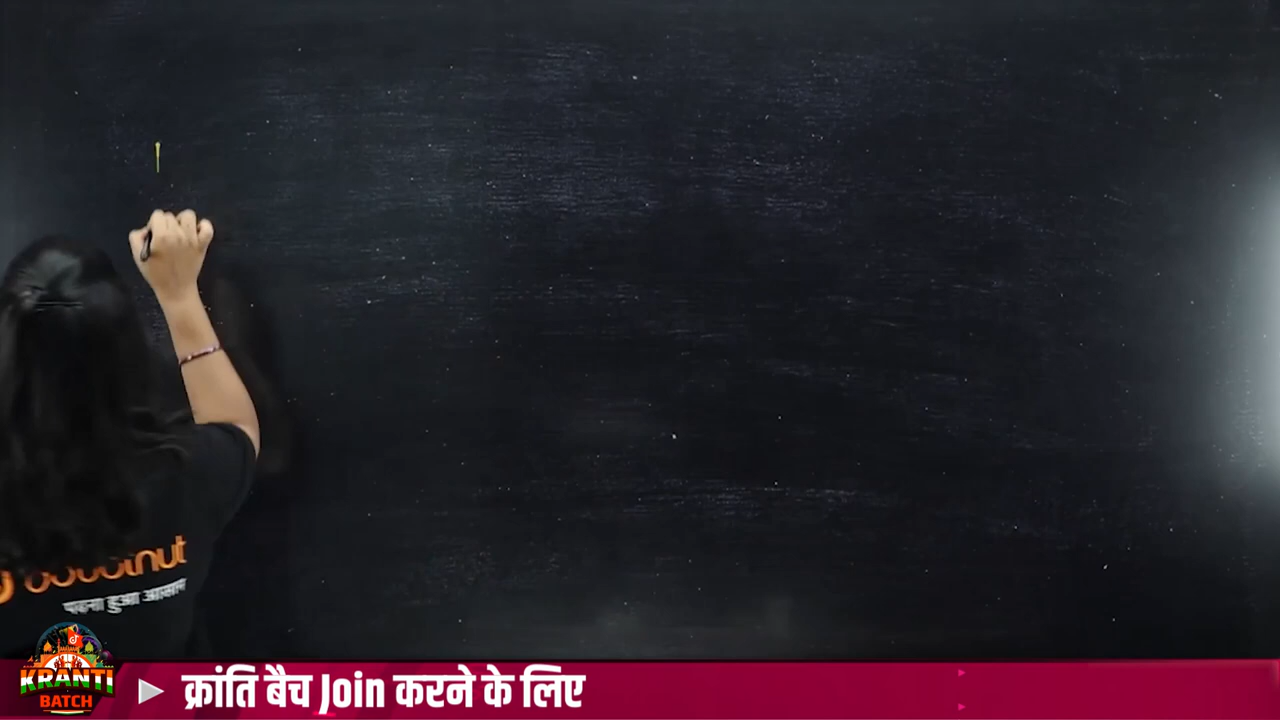 पढ़ना हुआ आसान
KRANTI
BATCH
क्रांति बैच Join करने के लिए